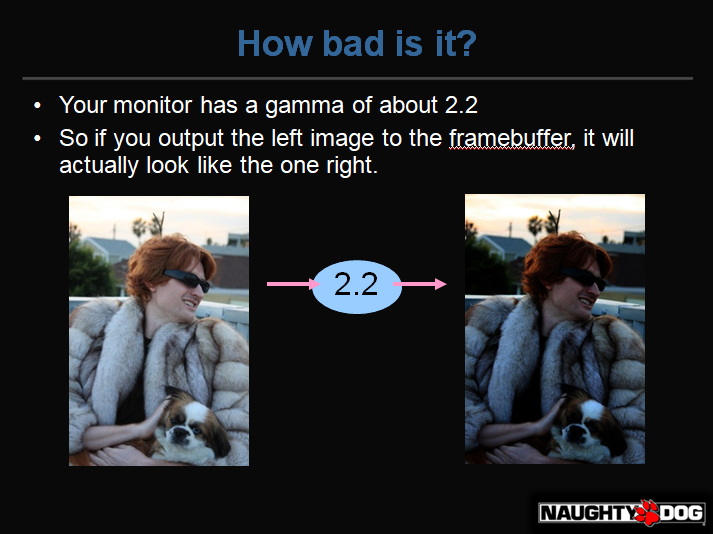 How bad is it?
• Your monitor has a gamma of about 2.2
• So if you output the left image to the framebuffer, it will
actually look like the one right.
2.2
NAUGHTY DOG